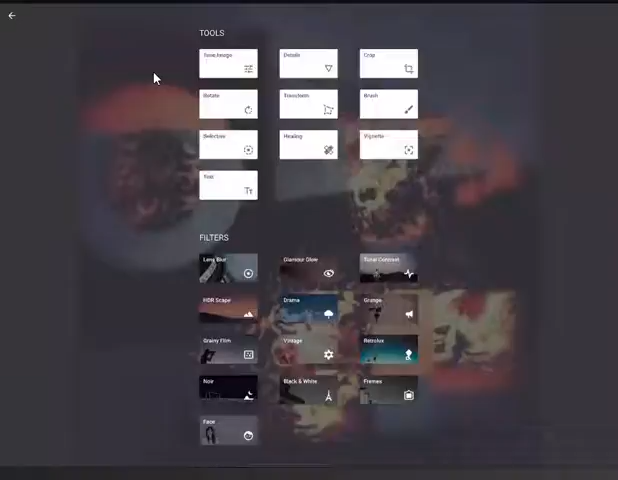 TOOLS
Tune Image
Details
Crop
Rotate
Transform
Brush
Selective
Healing
Vignette
Text
Tт
FILTERS
Lens Blur
Glamour Glow
Tonal Contrast
HDR Scape
Drama
Grunge
Grainy Film
Vintage
Retrolux
Noir
Black & White
Frames
Face